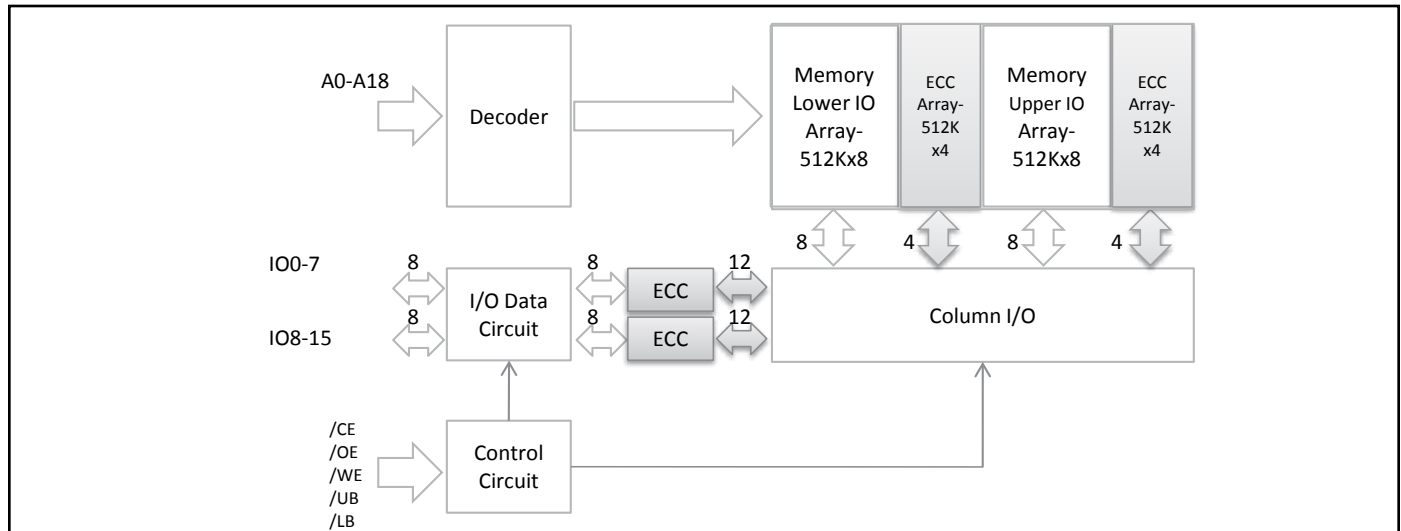 A0-A18
Decoder
Memory
Lower IO
Array-
512Kx8
ECC
Array-
512K
x4
Memory
Upper IO
Array-
512Kx8
ECC
Array-
512K
x4
8
4
8
4
IO0-7
8
8
12
I/O Data
Circuit
ECC
Column I/O
IO8-15
8
8
12
ECC
/CE
/OE
/WE
/UB
/LB
Control
Circuit